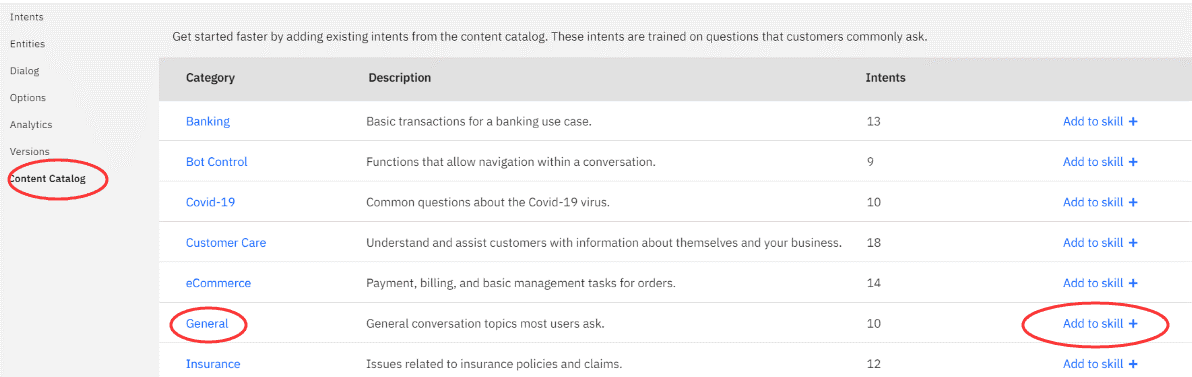 Intents
Entities
Dialog
Options
Analytics
Versions
Content Catalog
Get started faster by adding existing intents from the content catalog. These intents are trained on questions that customers commonly ask.
Category Description Intents
Banking Basic transactions for a banking use case. 13 Add to skill +
Bot Control Functions that allow navigation within a conversation. 9 Add to skill +
Covid-19 Common questions about the Covid-19 virus. 10 Add to skill +
Customer Care Understand and assist customers with information about themselves and your business. 18 Add to skill +
eCommerce Payment, billing, and basic management tasks for orders. 14 Add to skill +
General General conversation topics most users ask. 10 Add to skill +
Insurance Issues related to insurance policies and claims. 12 Add to skill +